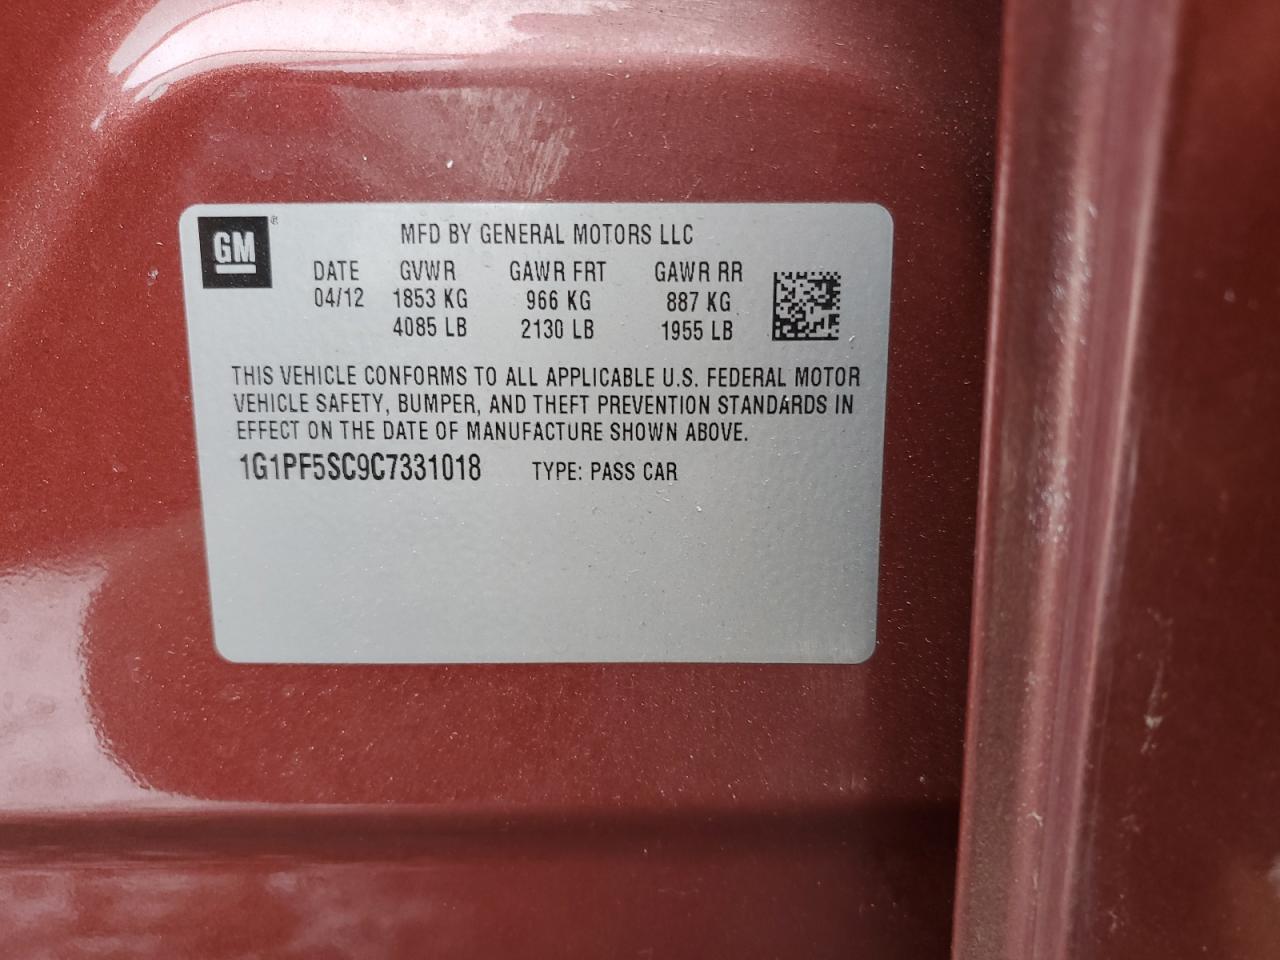 GM®
MFD BY GENERAL MOTORS LLC
DATE GVWR GAWR FRT GAWR RR
04/12 1853 KG 966 KG 887 KG
4085 LB 2130 LB 1955 LB
THIS VEHICLE CONFORMS TO ALL APPLICABLE U.S. FEDERAL MOTOR
VEHICLE SAFETY, BUMPER, AND THEFT PREVENTION STANDARDS IN
EFFECT ON THE DATE OF MANUFACTURE SHOWN ABOVE.
1G1PF5SC9C7331018 TYPE: PASS CAR